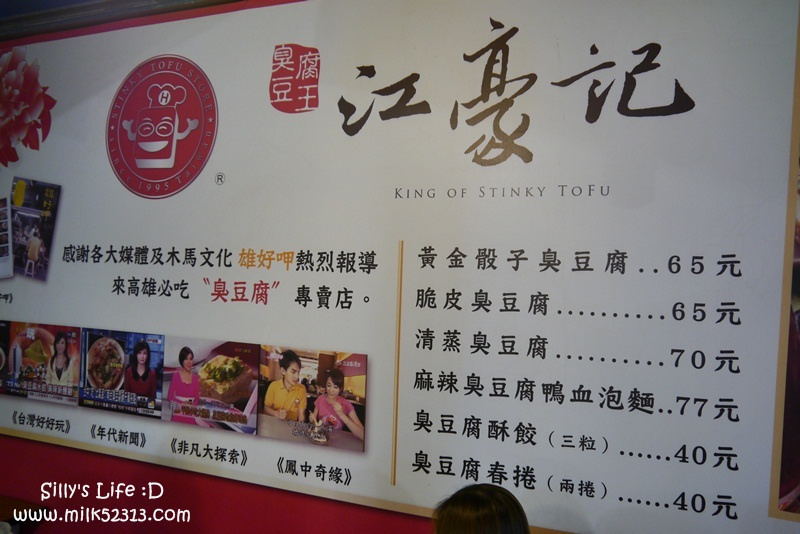 臭豆腐王
江豪記
KING OF STINKY TOFU
STINKY TOFU STORE
SINCE 1995
H
®
感謝各大媒體及木馬文化 雄好呷熱烈報導
來高雄必吃 〝臭豆腐〞 專賣店。
黃金骰子臭豆腐..65元
脆皮臭豆腐..........65元
清蒸臭豆腐..........70元
麻辣臭豆腐鴨血泡麵..77元
臭豆腐酥餃（三粒）......40元
臭豆腐春捲（兩捲）......40元
《台灣好好玩》
《年代新聞》
《非凡大探索》
《鳳中奇緣》
Silly's Life :D
www.milk52313.com